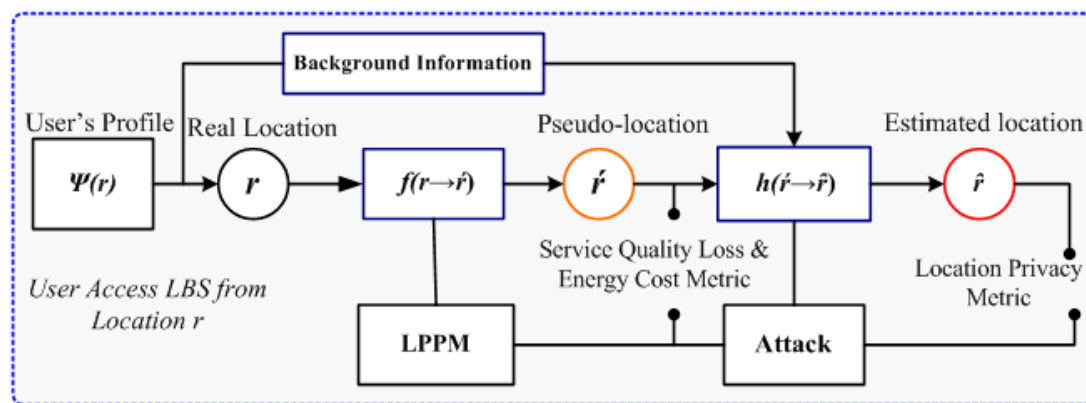 Background Information
User's Profile
Real Location
Pseudo-location
Estimated location
Ψ(r)
r
f(r→ŕ)
ŕ
h(ŕ→r̂)
r̂
Service Quality Loss &
Energy Cost Metric
Location Privacy
Metric
User Access LBS from
Location r
LPPM
Attack